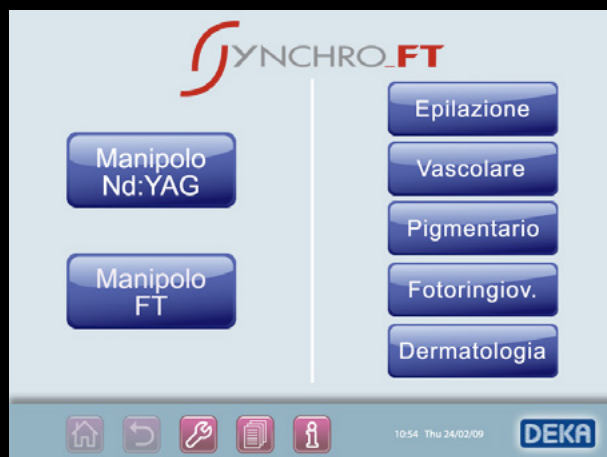 SYNCHRO_FT
Manipolo
Nd:YAG
Manipolo
FT
Epilazione
Vascolare
Pigmentario
Fotoringiov.
Dermatologia
10:54 Thu 24/02/09
DEKA